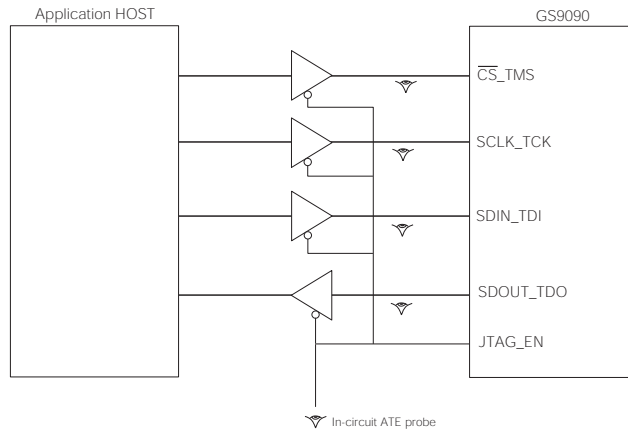 Application HOST
GS9090
CS_TMS
SCLK_TCK
SDIN_TDI
SDOUT_TDO
JTAG_EN
In-circuit ATE probe